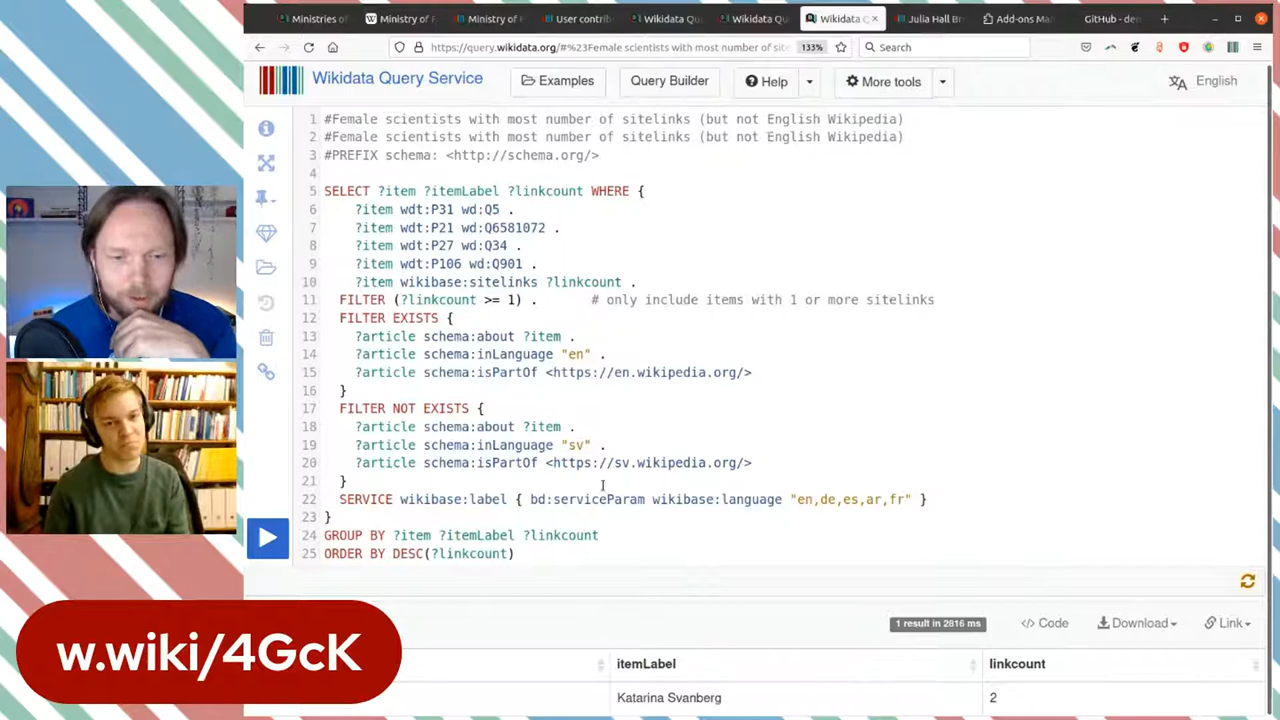 Ministries of
Ministry of F
Ministry of F
User contrib
Wikidata Qu
Wikidata Qu
Wikidata Q
Julia Hall Br
Add-ons Ma
GitHub - der
https://query.wikidata.org/#%23Female scientists with most number of site
133%
Search
Wikidata Query Service
Examples
Query Builder
Help
More tools
English
1 #Female scientists with most number of sitelinks (but not English Wikipedia)
2 #Female scientists with most number of sitelinks (but not English Wikipedia)
3 #PREFIX schema: <http://schema.org/>
4
5 SELECT ?item ?itemLabel ?linkcount WHERE {
6 ?item wdt:P31 wd:Q5 .
7 ?item wdt:P21 wd:Q6581072 .
8 ?item wdt:P27 wd:Q34 .
9 ?item wdt:P106 wd:Q901 .
10 ?item wikibase:sitelinks ?linkcount .
11 FILTER (?linkcount >= 1) . # only include items with 1 or more sitelinks
12 FILTER EXISTS {
13 ?article schema:about ?item .
14 ?article schema:inLanguage "en" .
15 ?article schema:isPartOf <https://en.wikipedia.org/>
16 }
17 FILTER NOT EXISTS {
18 ?article schema:about ?item .
19 ?article schema:inLanguage "sv" .
20 ?article schema:isPartOf <https://sv.wikipedia.org/>
21 }
22 SERVICE wikibase:label { bd:serviceParam wikibase:language "en,de,es,ar,fr" }
23 }
24 GROUP BY ?item ?itemLabel ?linkcount
25 ORDER BY DESC(?linkcount)
1 result in 2816 ms
</> Code
Download
Link
itemLabel
linkcount
Katarina Svanberg
2
w.wiki/4GcK